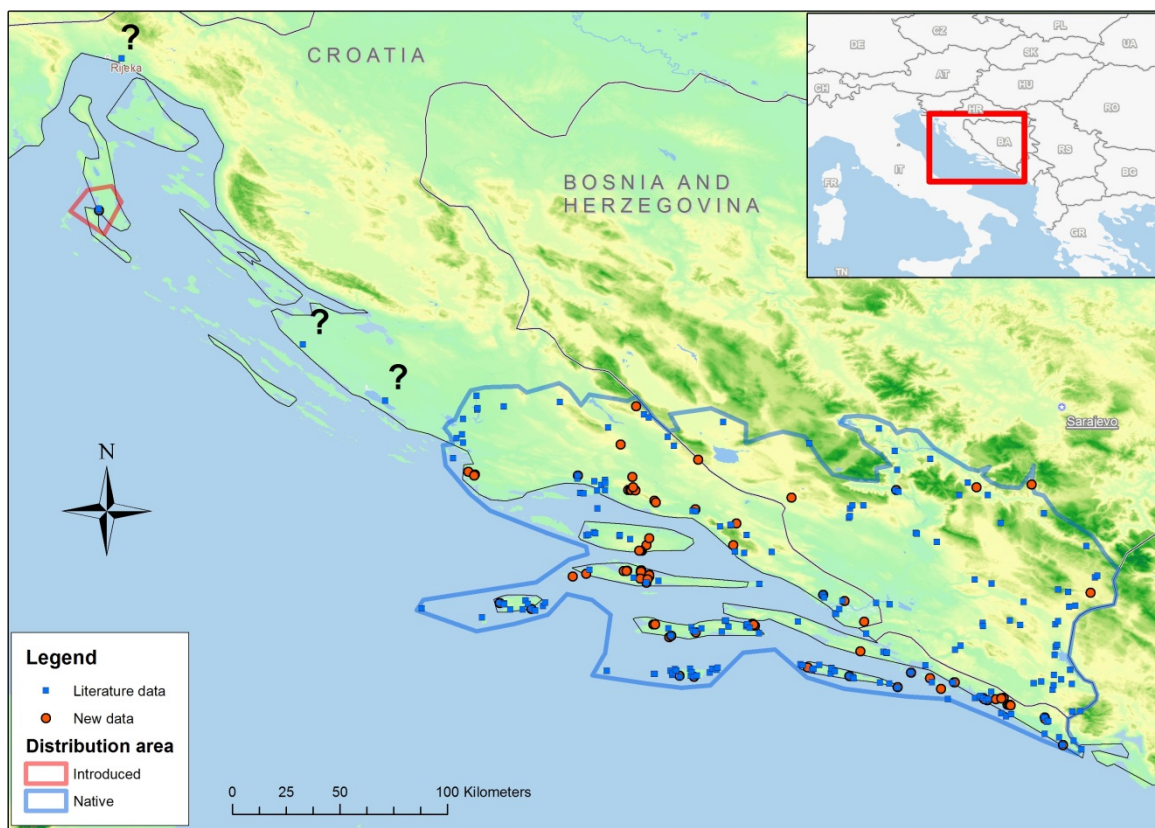 ?
Rijeka
CROATIA
BOSNIA AND
HERZEGOVINA
?
?
Sarajevo
N
DE
CZ
PL
UA
SK
AT
HU
CH
HR
RO
BA
RS
IT
BG
FR
GR
TN
Legend
Literature data
New data
Distribution area
Introduced
Native
0 25 50 100 Kilometers